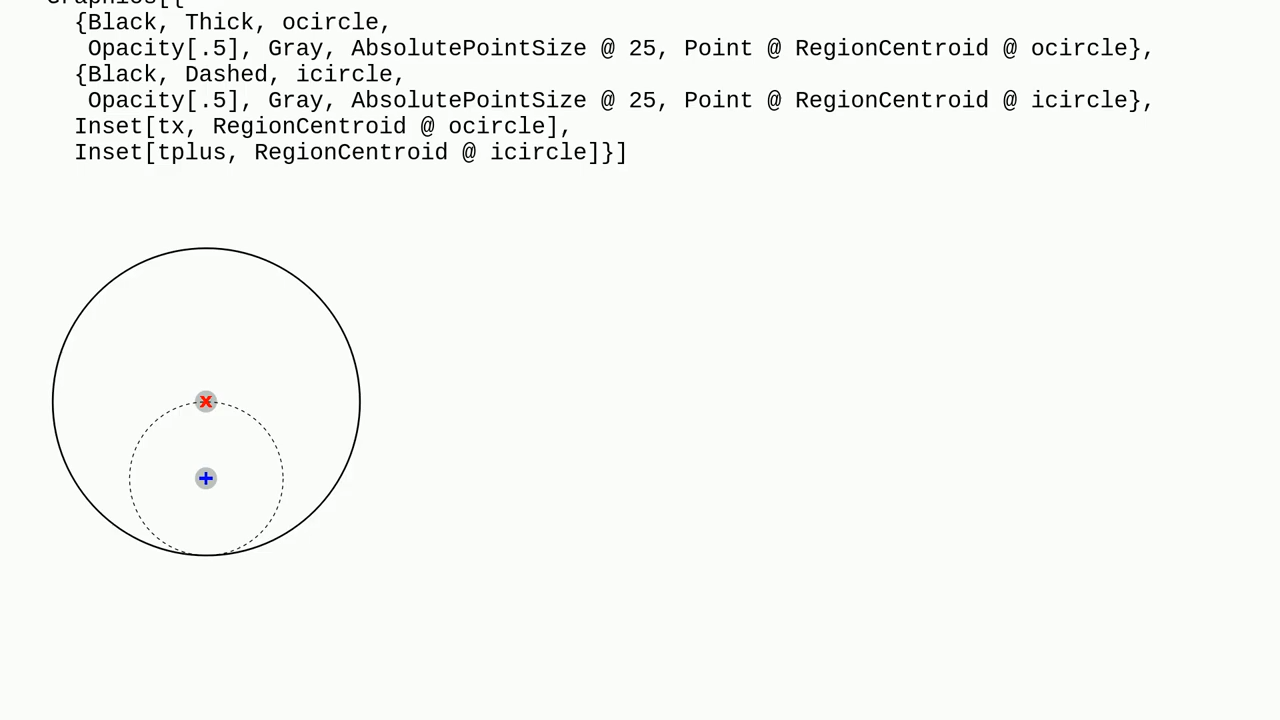 Graphics[{
{Black, Thick, ocircle,
Opacity[.5], Gray, AbsolutePointSize @ 25, Point @ RegionCentroid @ ocircle},
{Black, Dashed, icircle,
Opacity[.5], Gray, AbsolutePointSize @ 25, Point @ RegionCentroid @ icircle},
Inset[tx, RegionCentroid @ ocircle],
Inset[tplus, RegionCentroid @ icircle]}]
x
+